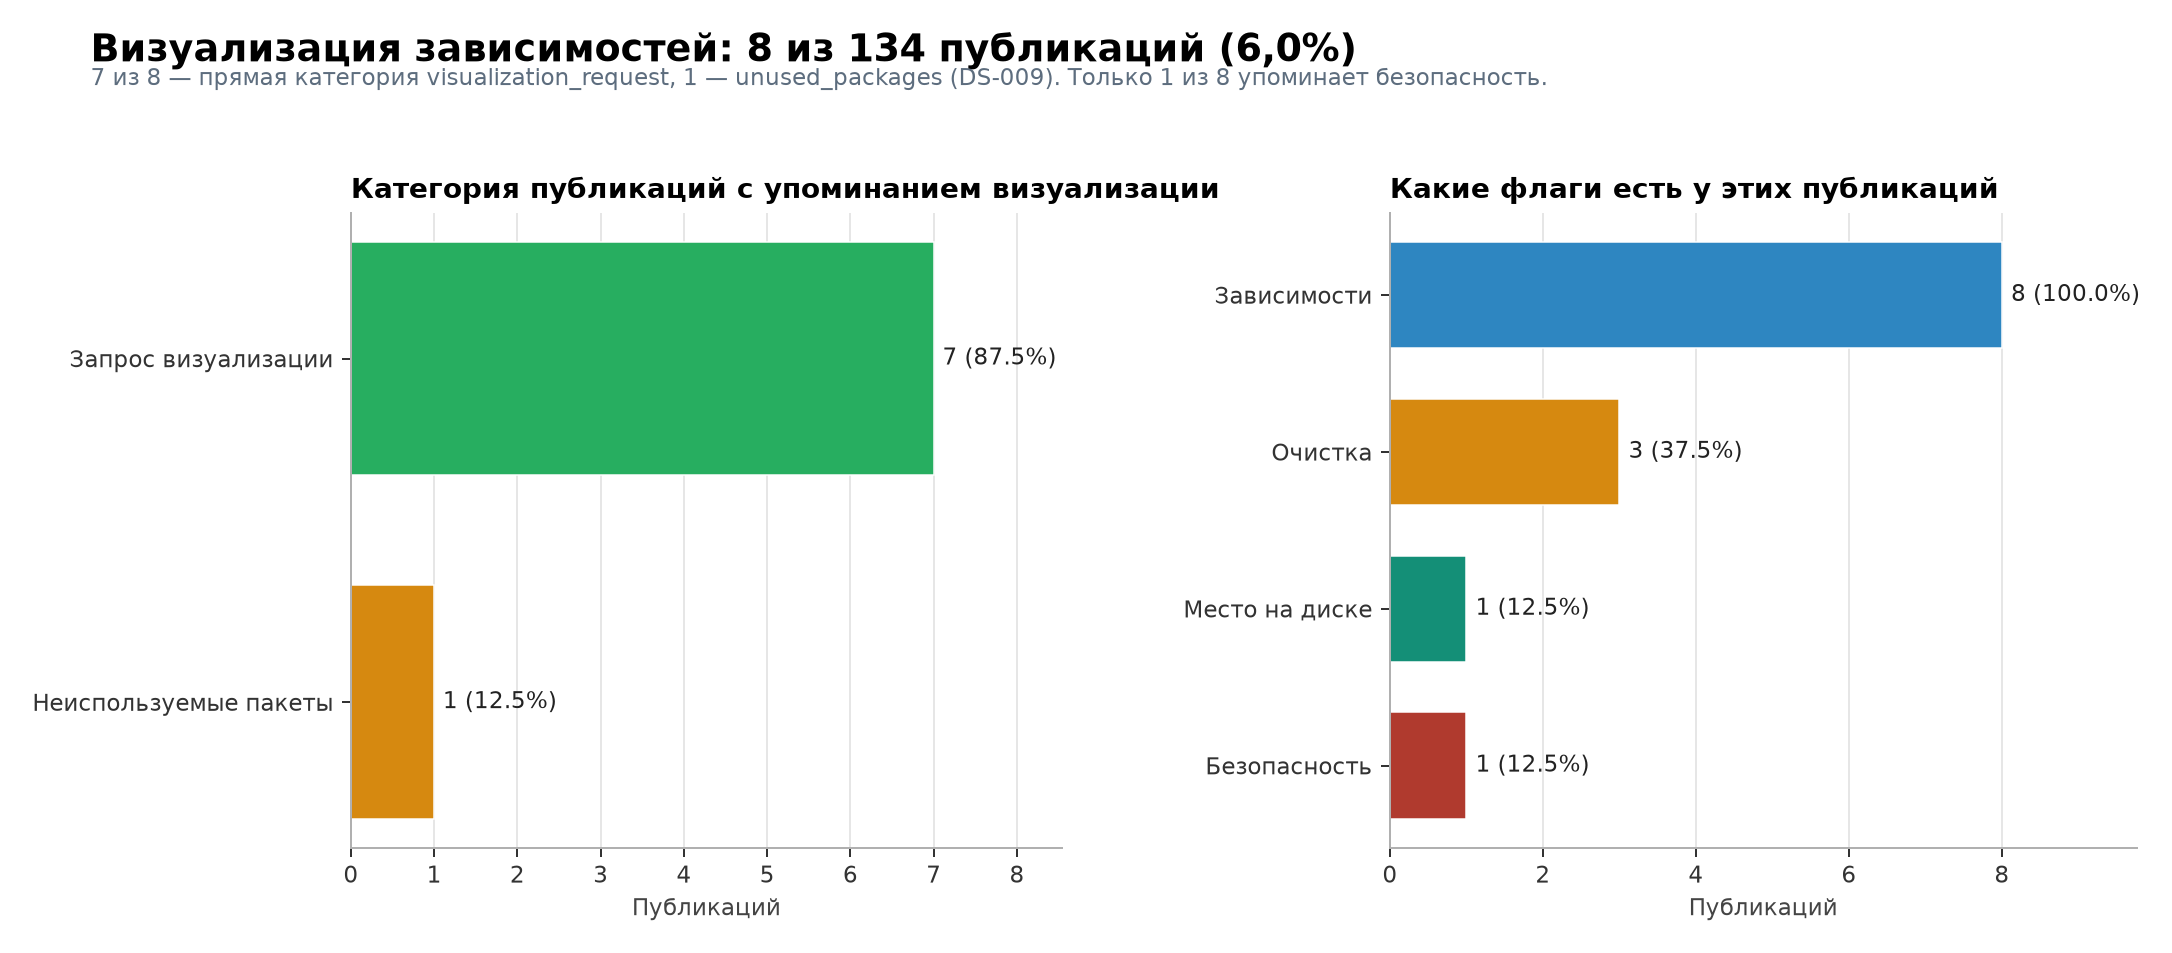 Визуализация зависимостей: 8 из 134 публикаций (6,0%)
7 из 8 — прямая категория visualization_request, 1 — unused_packages (DS-009). Только 1 из 8 упоминает безопасность.
Категория публикаций с упоминанием визуализации
Запрос визуализации
7 (87.5%)
Неиспользуемые пакеты
1 (12.5%)
0 1 2 3 4 5 6 7 8
Публикаций
Какие флаги есть у этих публикаций
Зависимости
8 (100.0%)
Очистка
3 (37.5%)
Место на диске
1 (12.5%)
Безопасность
1 (12.5%)
0 2 4 6 8
Публикаций